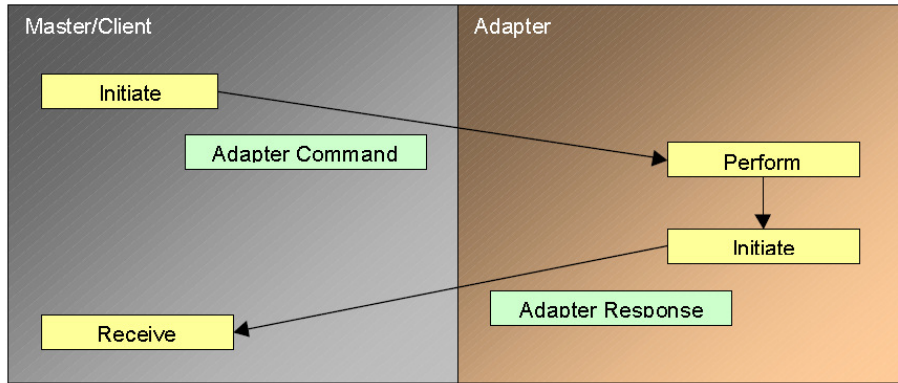 Master/Client
Adapter
Initiate
Adapter Command
Perform
Initiate
Adapter Response
Receive